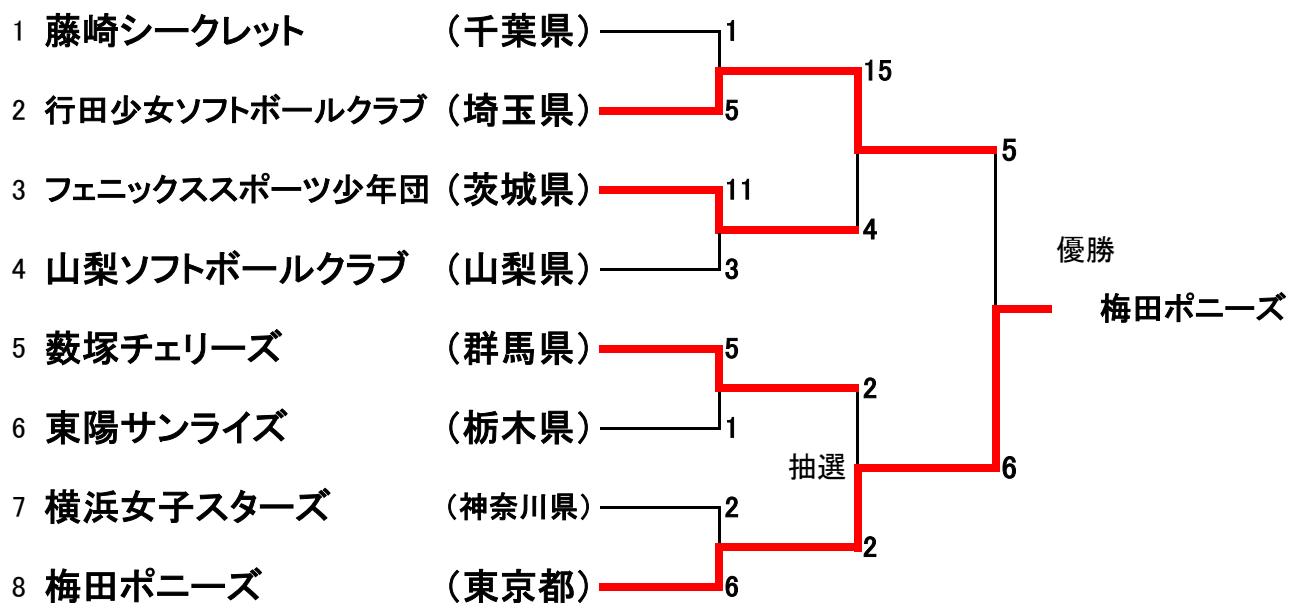 1 藤崎シークレット (千葉県) 1
15
2 行田少女ソフトボールクラブ (埼玉県) 5
5
3 フェニックススポーツ少年団 (茨城県) 11
4
優勝
4 山梨ソフトボールクラブ (山梨県) 3
梅田ポニーズ
5 薮塚チェリーズ (群馬県) 5
2
6 東陽サンライズ (栃木県) 1
抽選
6
7 横浜女子スターズ (神奈川県) 2
2
8 梅田ポニーズ (東京都) 6